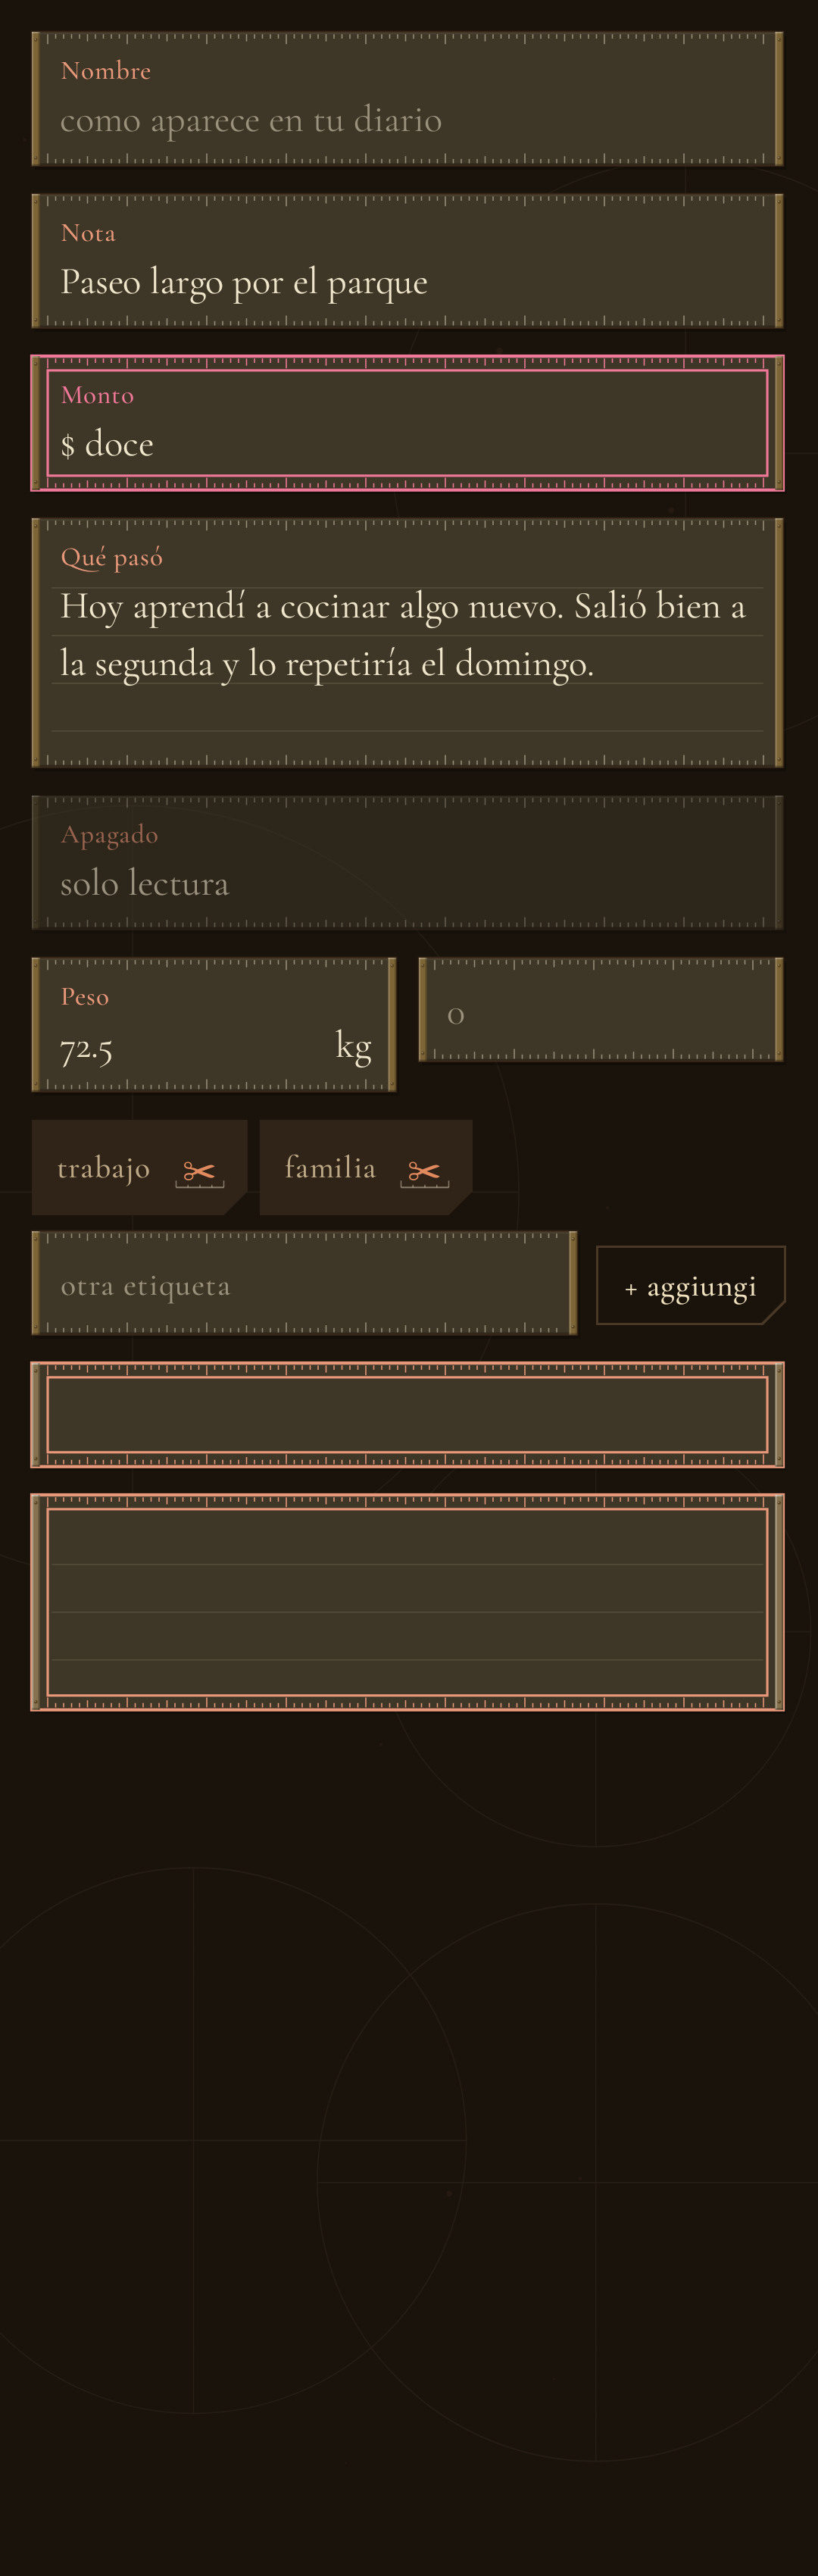 Nombre
como aparece en tu diario
Nota
Paseo largo por el parque
Monto
$ doce
Qué pasó
Hoy aprendí a cocinar algo nuevo. Salió bien a
la segunda y lo repetiría el domingo.
Apagado
solo lectura
Peso
72.5 kg
0
trabajo
familia
otra etiqueta
+ aggiungi